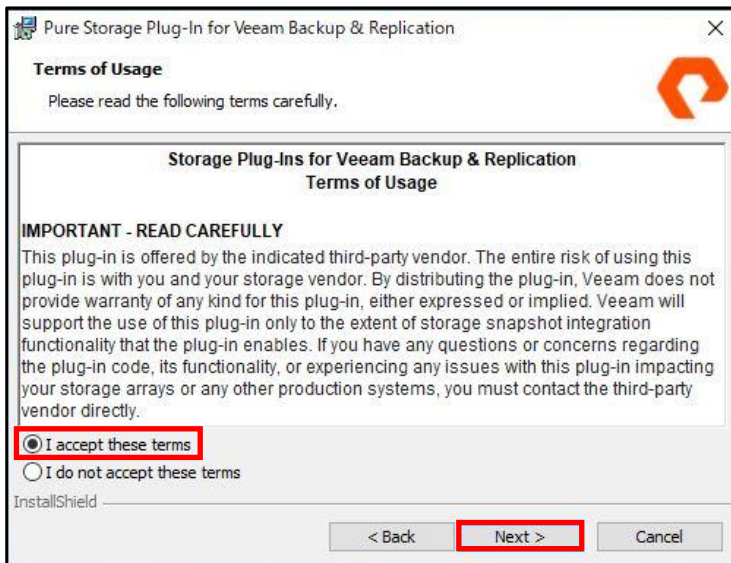 Pure Storage Plug-In for Veeam Backup & Replication
Terms of Usage
Please read the following terms carefully.
Storage Plug-Ins for Veeam Backup & Replication
Terms of Usage
IMPORTANT - READ CAREFULLY
This plug-in is offered by the indicated third-party vendor. The entire risk of using this
plug-in is with you and your storage vendor. By distributing the plug-in, Veeam does not
provide warranty of any kind for this plug-in, either expressed or implied. Veeam will
support the use of this plug-in only to the extent of storage snapshot integration
functionality that the plug-in enables. If you have any questions or concerns regarding
the plug-in code, its functionality, or experiencing any issues with this plug-in impacting
your storage arrays or any other production systems, you must contact the third-party
vendor directly.
I accept these terms
I do not accept these terms
InstallShield
< Back Next > Cancel